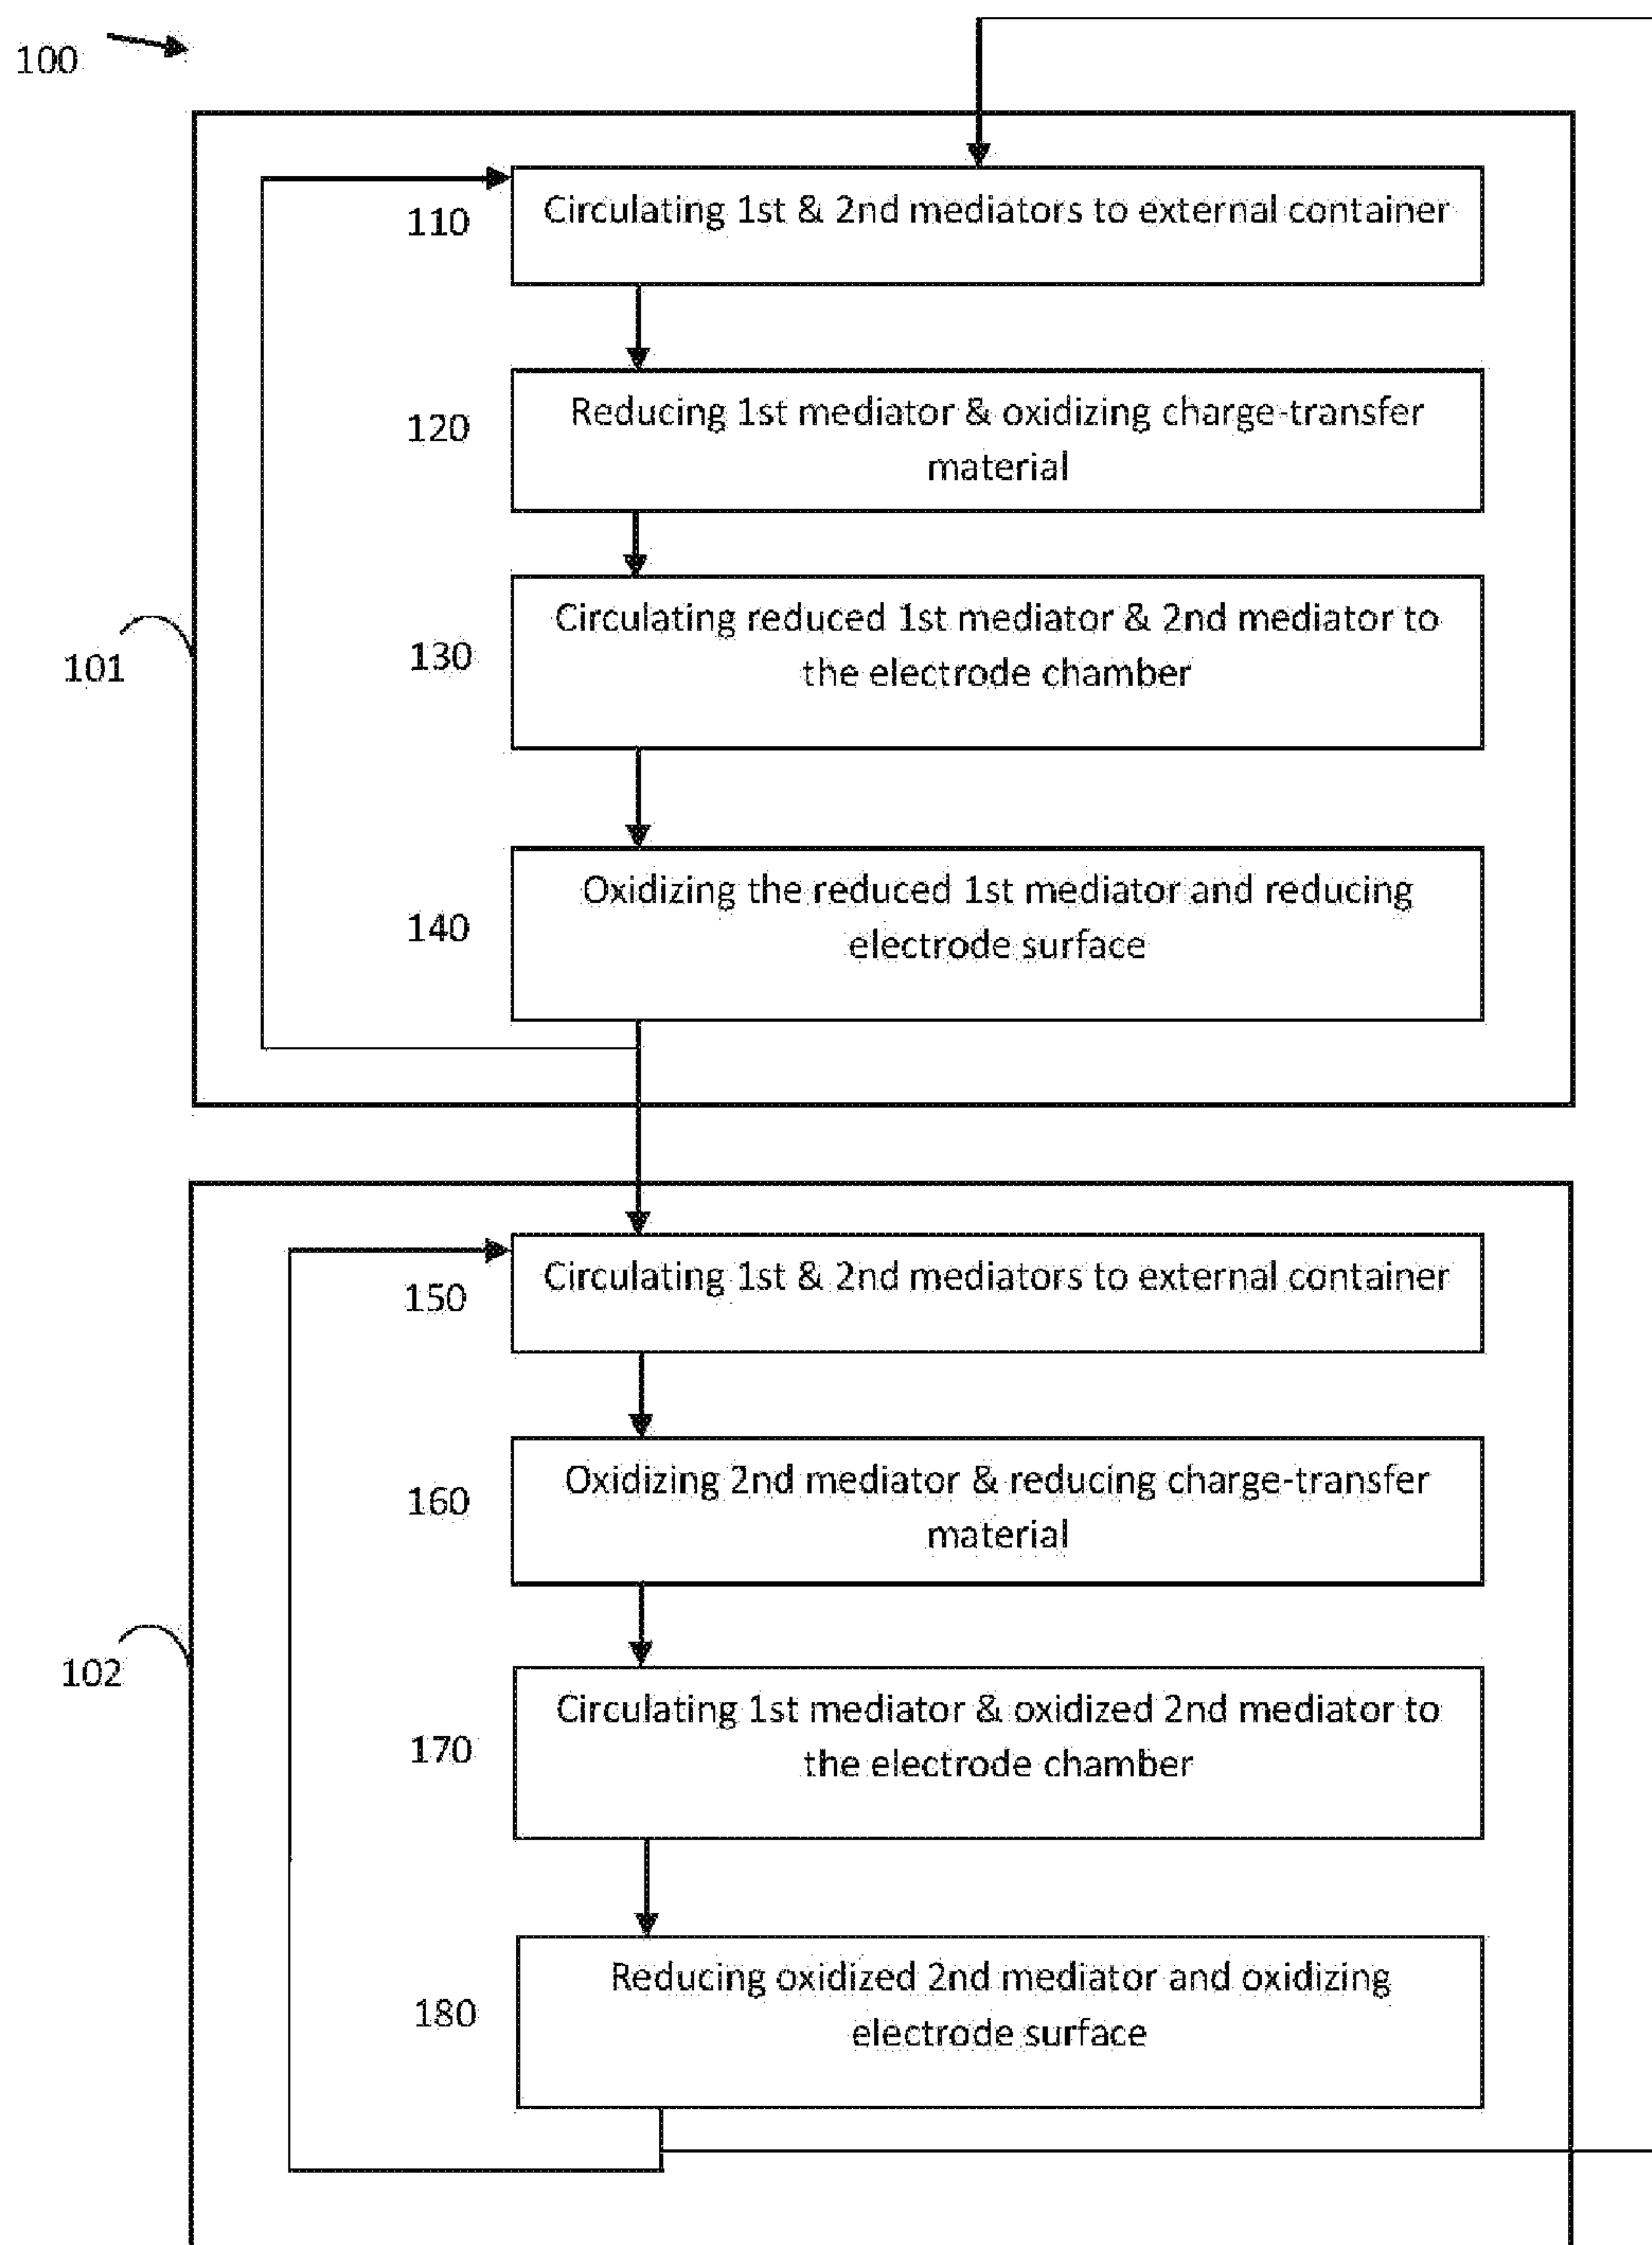 100
110
Circulating 1st & 2nd mediators to external container
120
Reducing 1st mediator & oxidizing charge-transfer
material
130
Circulating reduced 1st mediator & 2nd mediator to
the electrode chamber
101
140
Oxidizing the reduced 1st mediator and reducing
electrode surface
150
Circulating 1st & 2nd mediators to external container
160
Oxidizing 2nd mediator & reducing charge-transfer
material
102
170
Circulating 1st mediator & oxidized 2nd mediator to
the electrode chamber
180
Reducing oxidized 2nd mediator and oxidizing
electrode surface